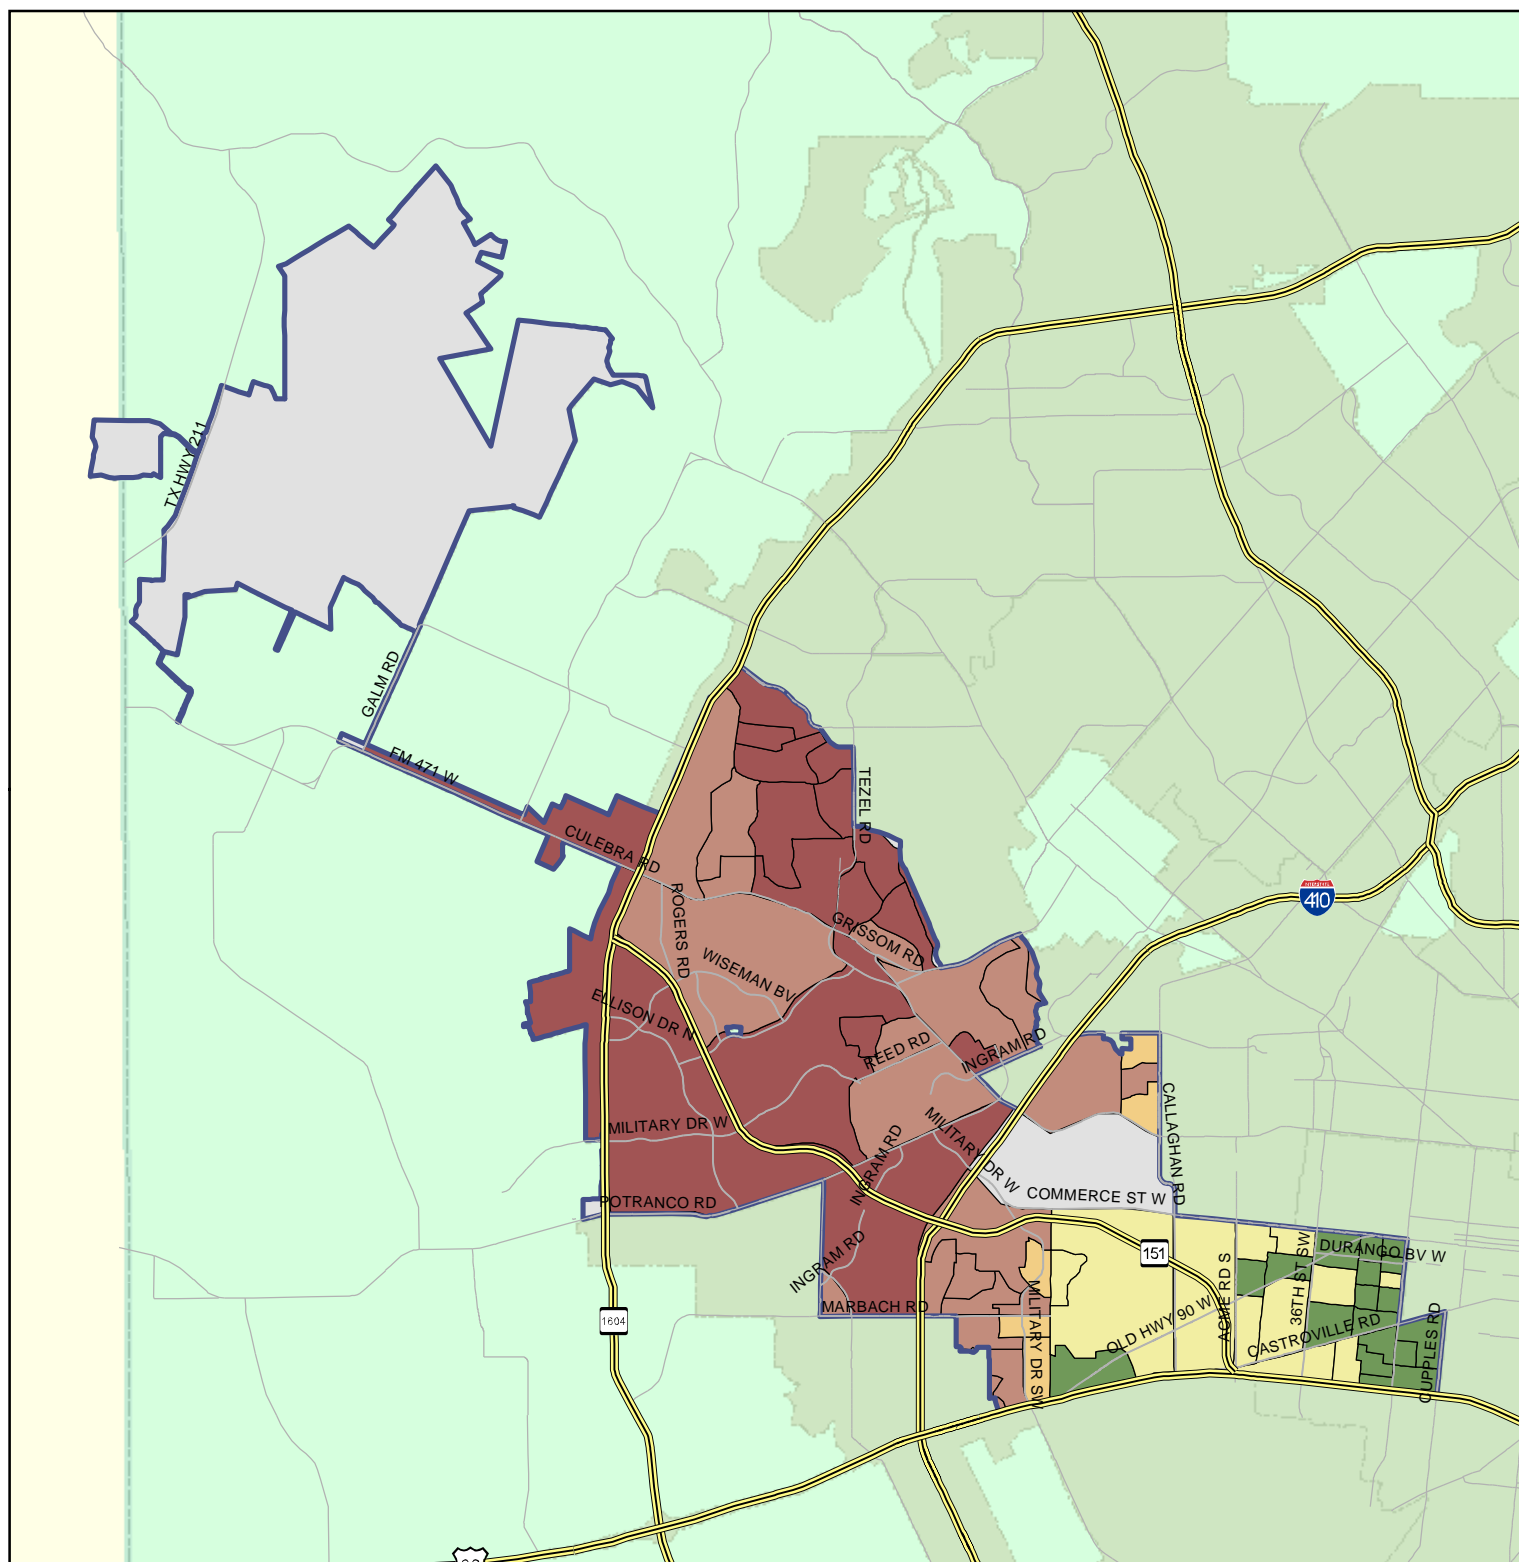 TX HWY 211
GALM RD
FM 471 W
TEZEL RD
CULEBRA RD
ROGERS RD
410
GRISSOM RD
WISEMAN BV
ELLISON DR N
REED RD
INGRAM RD
MILITARY DR W
MILITARY DR W
CALLAGHAN RD
INGRAM RD
POTRANCO RD
COMMERCE ST W
151
DURANGO BV W
INGRAM RD
ACME RD S
36TH ST SW
MARBACH RD
1604
MILITARY DR SW
OLD HWY 90 W
CASTROVILLE RD
CUPPLES RD